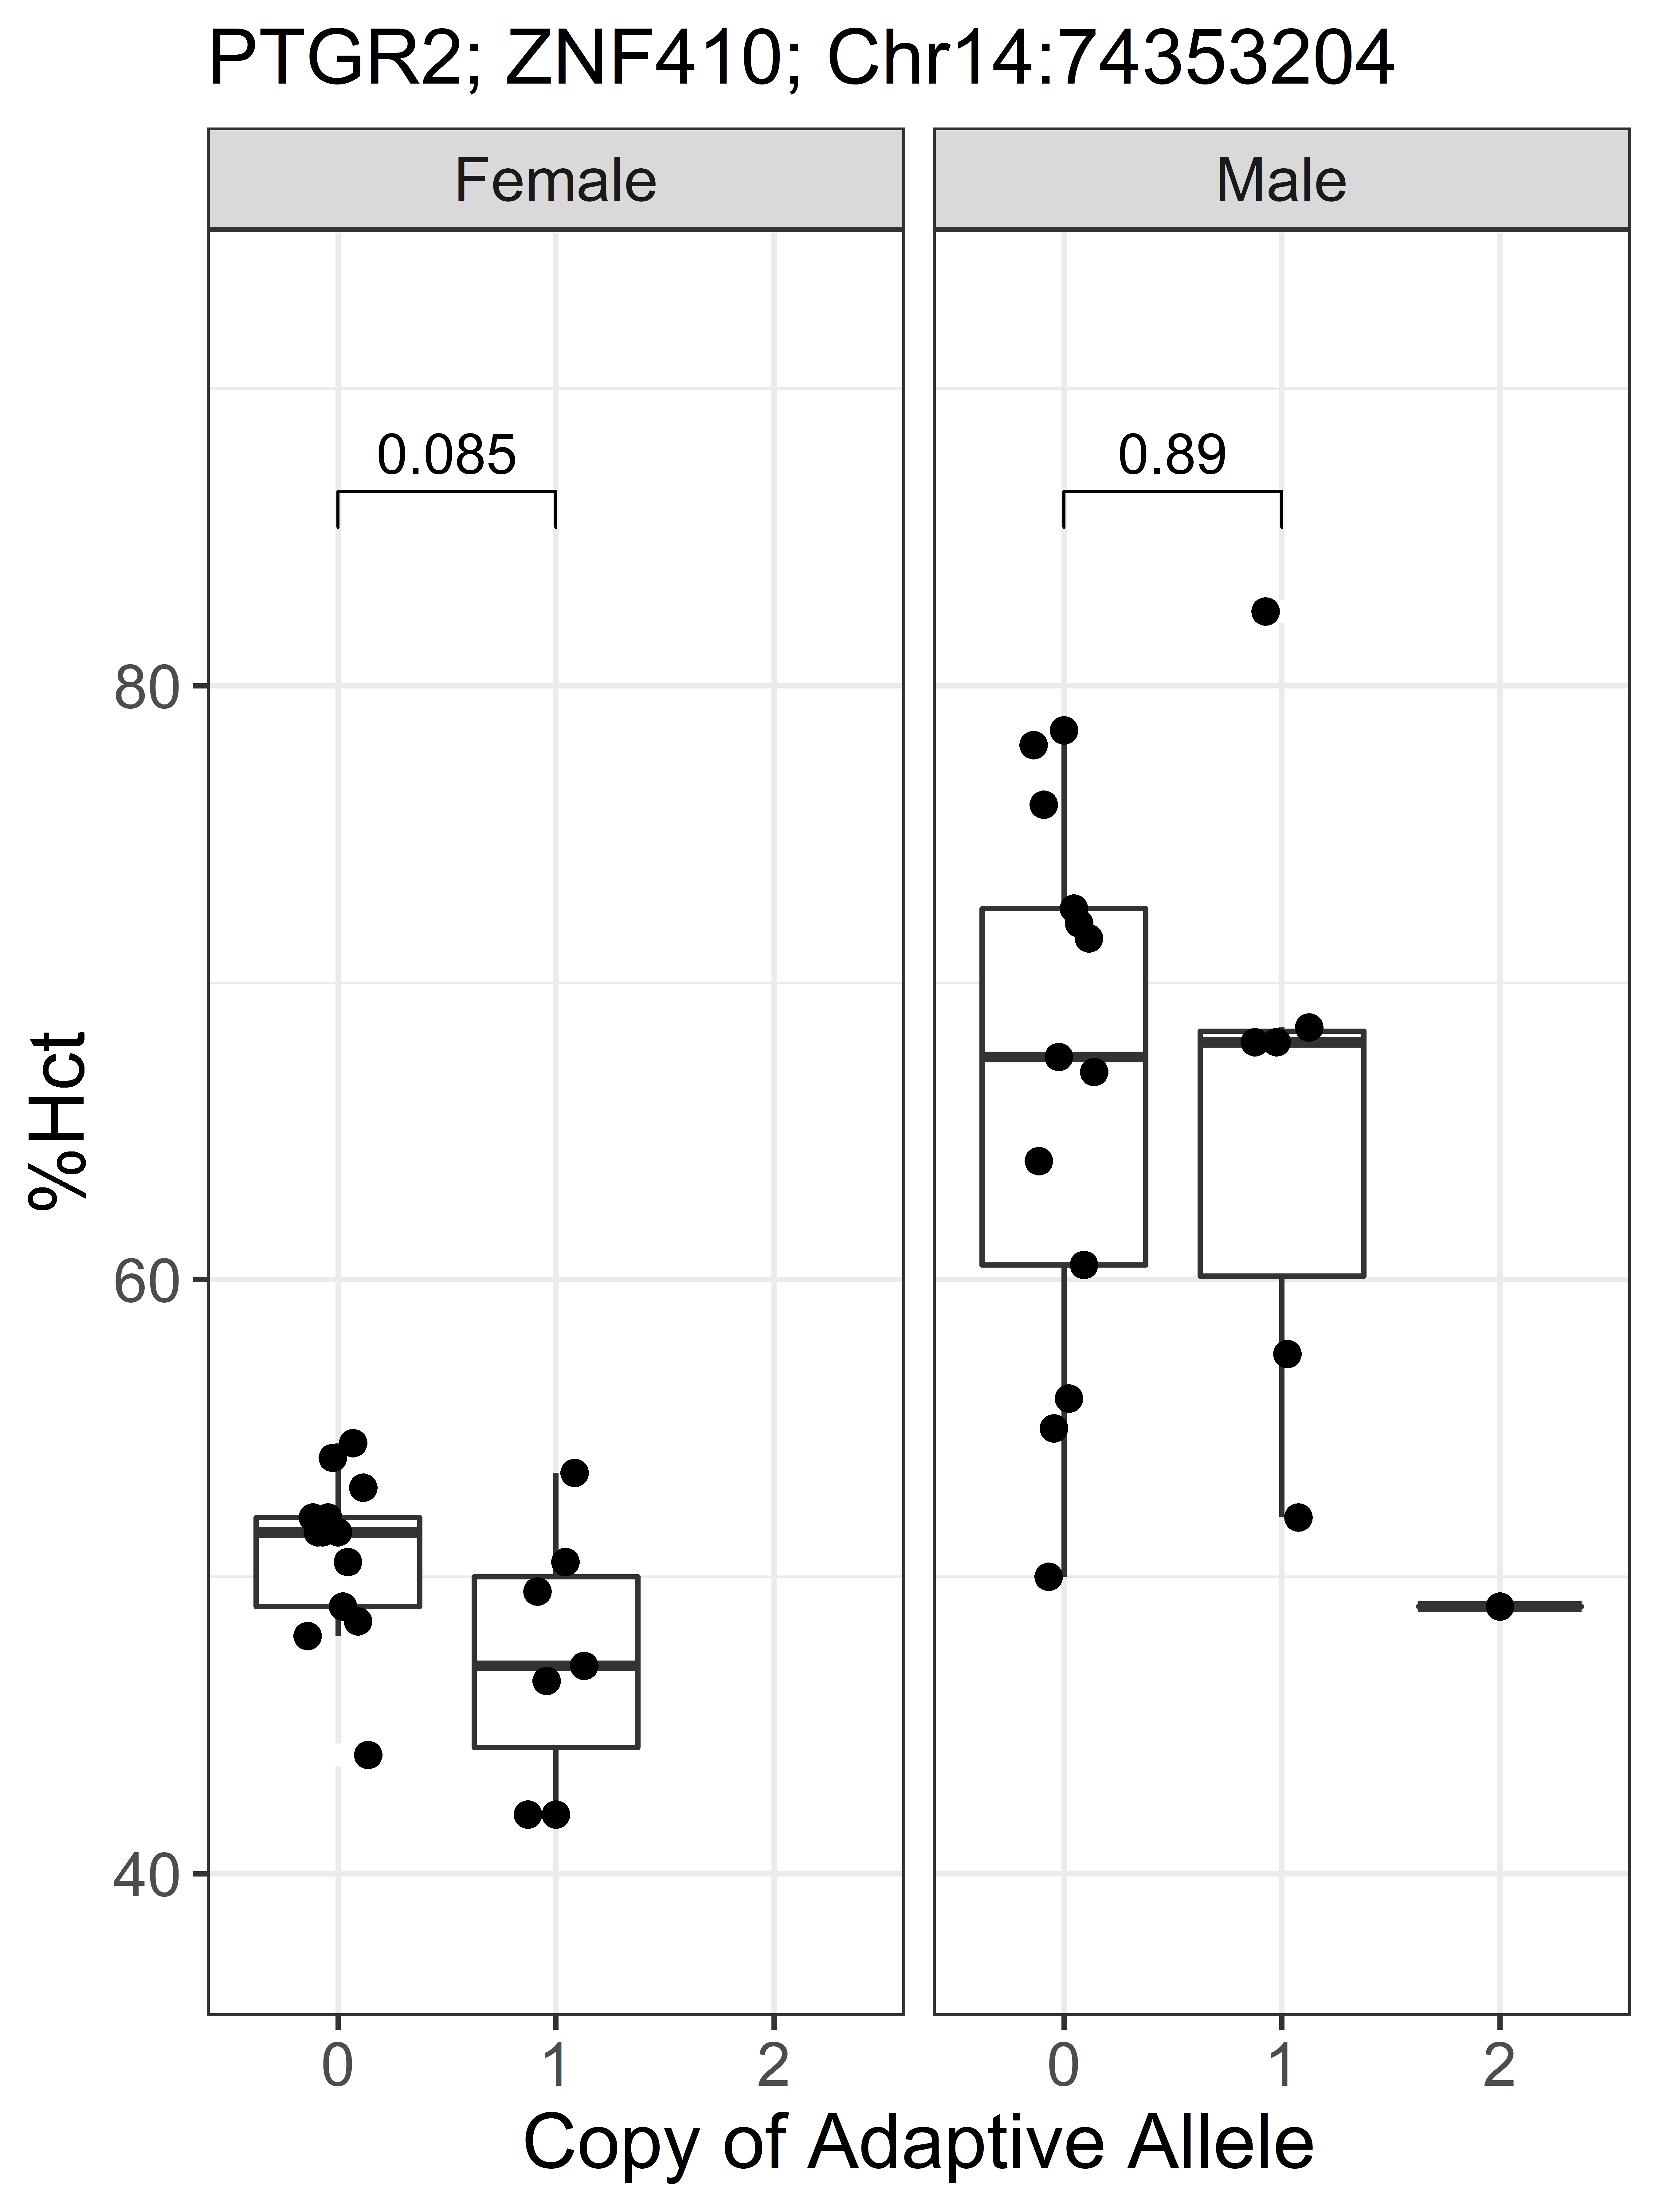 PTGR2; ZNF410; Chr14:74353204
Female
Male
0.085
0.89
80
60
40
%Hct
0
1
2
0
1
2
Copy of Adaptive Allele